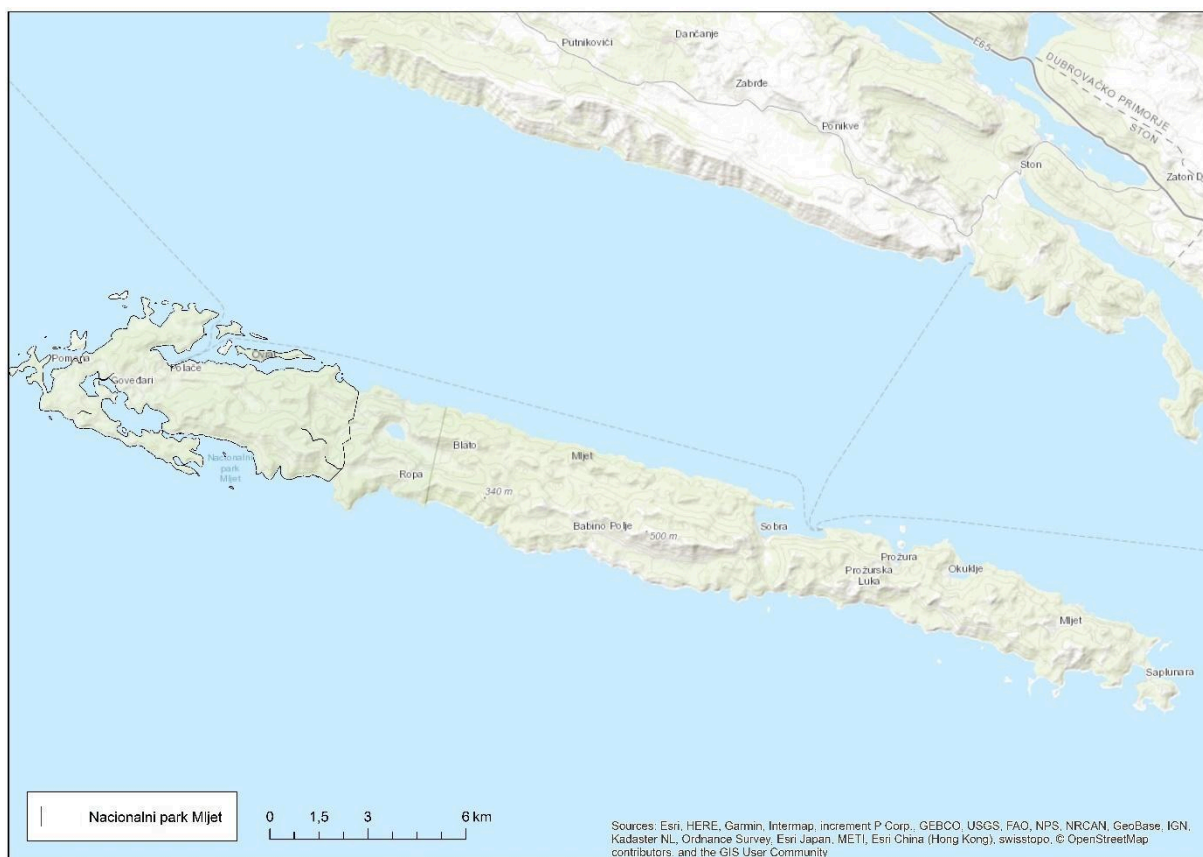 Putnikovići
Dančanje
E65
DUBROVAČKO PRIMORJE
STON
Zabrđe
Ponikve
Ston
Zaton D
Pomena
Polače
Goveđari
Nacionalni
park
Mljet
Blato
Mljet
Ropa
340 m
Babino Polje
500 m
Sobra
Prožura
Prožurska
Luka
Okuklje
Mljet
Saplunara
Nacionalni park Mljet
0 1,5 3 6 km
Sources: Esri, HERE, Garmin, Intermap, increment P Corp., GEBCO, USGS, FAO, NPS, NRCAN, GeoBase, IGN,
Kadaster NL, Ordnance Survey, Esri Japan, METI, Esri China (Hong Kong), swisstopo, © OpenStreetMap
contributors, and the GIS User Community